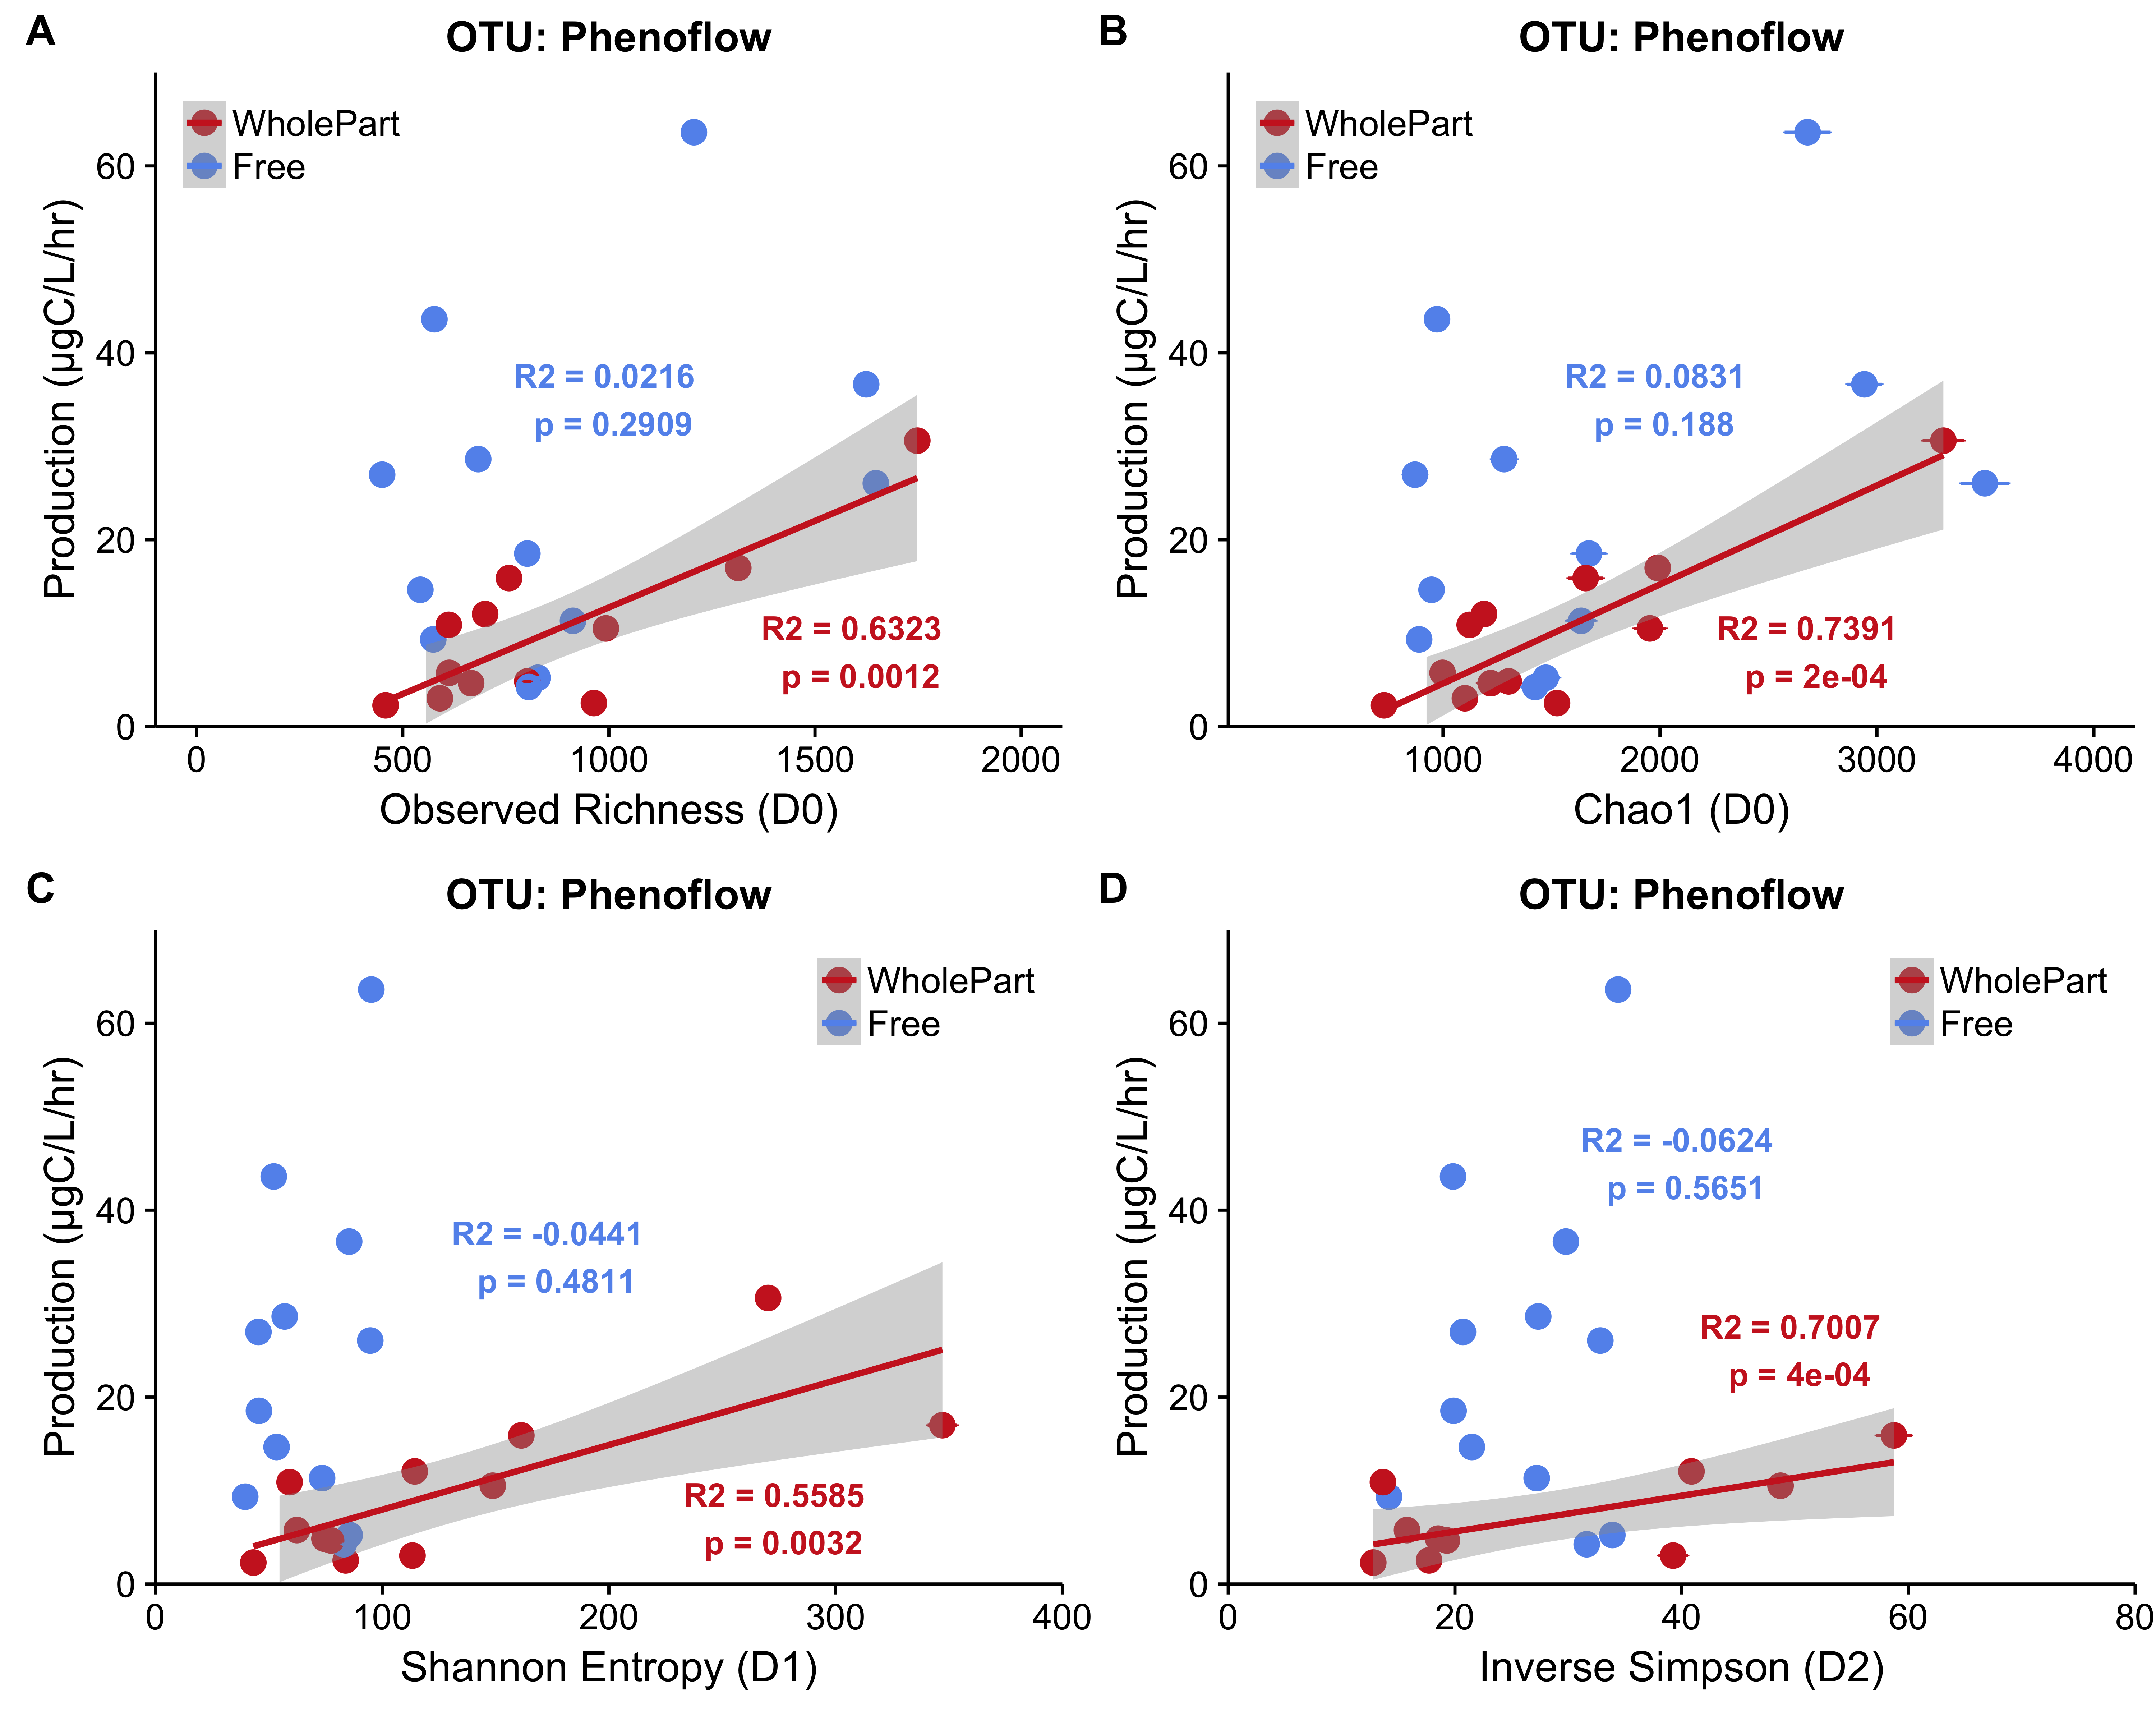 A
OTU: Phenoflow
WholePart
Free
Production (µgC/L/hr)
60
40
20
0
R2 = 0.0216
p = 0.2909
R2 = 0.6323
p = 0.0012
0 500 1000 1500 2000
Observed Richness (D0)
B
OTU: Phenoflow
WholePart
Free
Production (µgC/L/hr)
60
40
20
0
R2 = 0.0831
p = 0.188
R2 = 0.7391
p = 2e-04
1000 2000 3000 4000
Chao1 (D0)
C
OTU: Phenoflow
WholePart
Free
Production (µgC/L/hr)
60
40
20
0
R2 = -0.0441
p = 0.4811
R2 = 0.5585
p = 0.0032
0 100 200 300 400
Shannon Entropy (D1)
D
OTU: Phenoflow
WholePart
Free
Production (µgC/L/hr)
60
40
20
0
R2 = -0.0624
p = 0.5651
R2 = 0.7007
p = 4e-04
0 20 40 60 80
Inverse Simpson (D2)